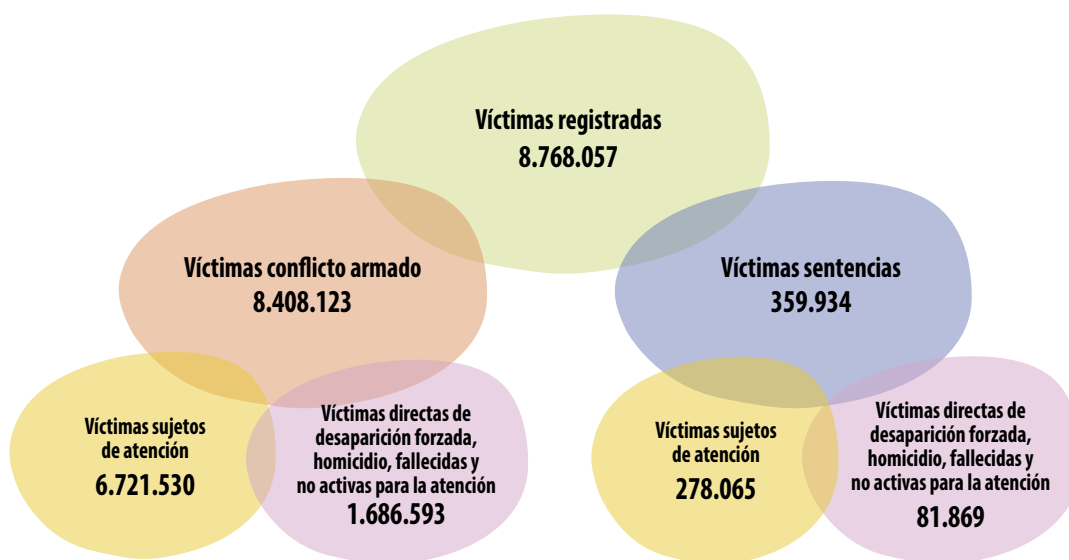 Víctimas registradas
8.768.057
Víctimas conflicto armado
8.408.123
Víctimas sentencias
359.934
Víctimas sujetos
de atención
6.721.530
Víctimas directas de
desaparición forzada,
homicidio, fallecidas y
no activas para la atención
1.686.593
Víctimas sujetos
de atención
278.065
Víctimas directas de
desaparición forzada,
homicidio, fallecidas y
no activas para la atención
81.869